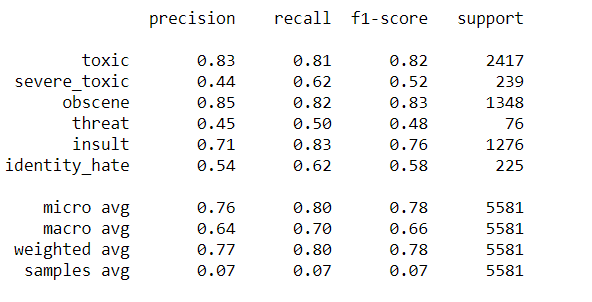 precision recall f1-score support
toxic 0.83 0.81 0.82 2417
severe_toxic 0.44 0.62 0.52 239
obscene 0.85 0.82 0.83 1348
threat 0.45 0.50 0.48 76
insult 0.71 0.83 0.76 1276
identity_hate 0.54 0.62 0.58 225
micro avg 0.76 0.80 0.78 5581
macro avg 0.64 0.70 0.66 5581
weighted avg 0.77 0.80 0.78 5581
samples avg 0.07 0.07 0.07 5581